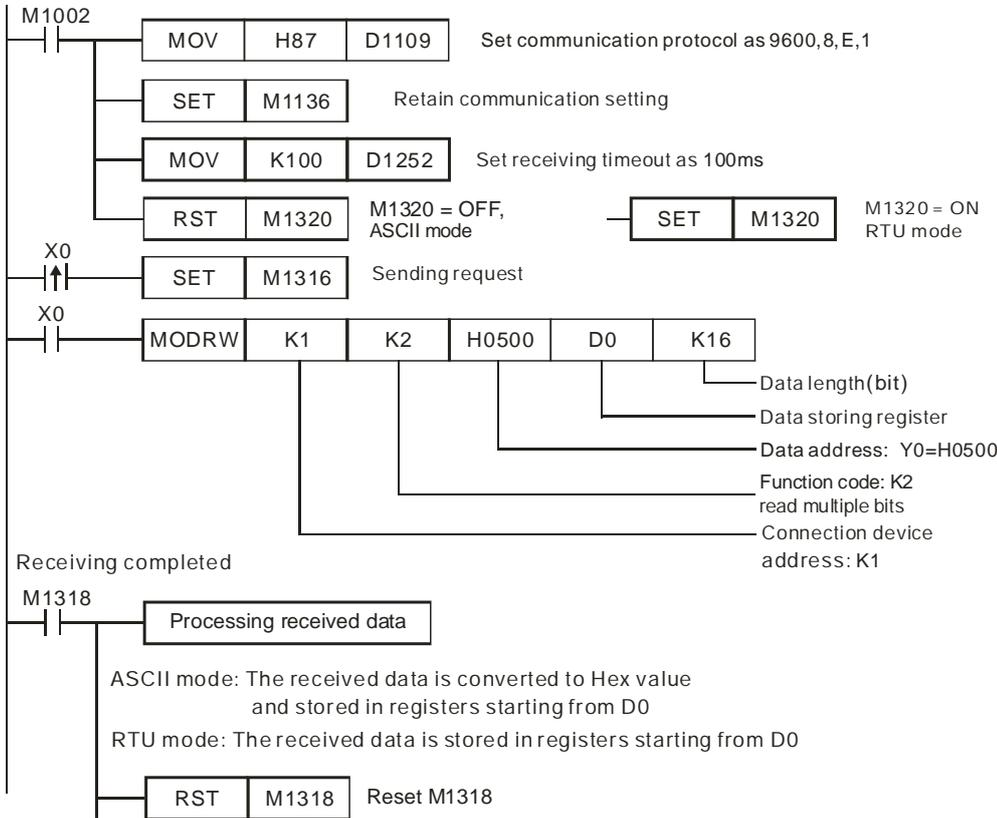 M1002
MOV H87 D1109 Set communication protocol as 9600,8,E,1
SET M1136 Retain communication setting
MOV K100 D1252 Set receiving timeout as 100ms
RST M1320 M1320 = OFF, ASCII mode SET M1320 M1320 = ON RTU mode
X0
SET M1316 Sending request
X0
MODRW K1 K2 H0500 D0 K16
Data length(bit)
Data storing register
Data address: Y0=H0500
Function code: K2
read multiple bits
Connection device
address: K1
Receiving completed
M1318
Processing received data
ASCII mode: The received data is converted to Hex value
and stored in registers starting from D0
RTU mode: The received data is stored in registers starting from D0
RST M1318 Reset M1318